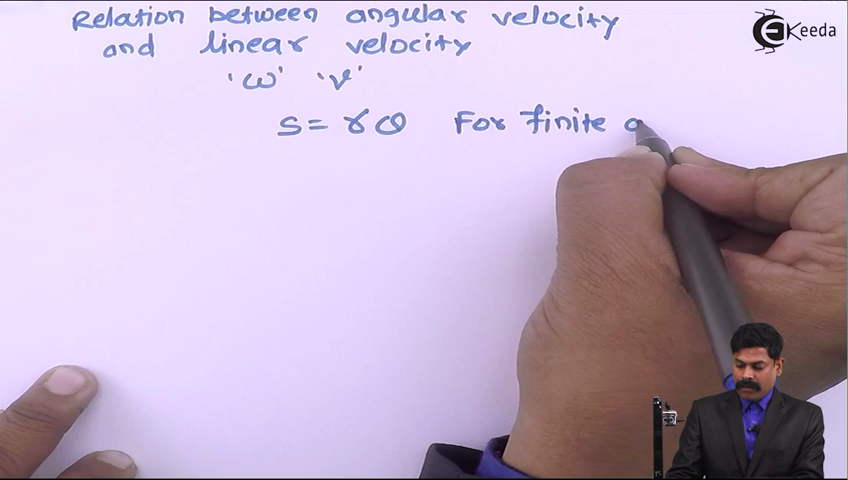 Relation between angular velocity
and linear velocity
'ω' 'v'
s = rθ For finite a
Ekeeda